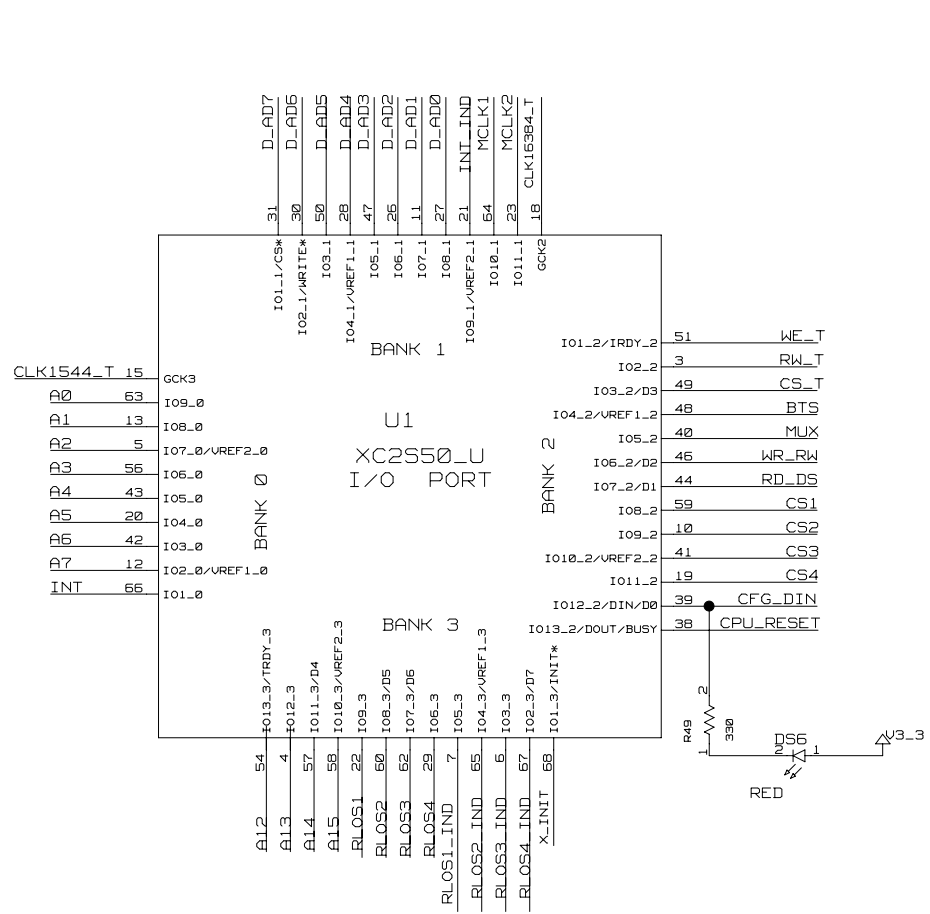 D_AD7
D_AD6
D_AD5
D_AD4
D_AD3
D_AD2
D_AD1
D_AD0
INT_IND
MCLK1
MCLK2
CLK16384_T
31
30
50
28
47
26
11
27
21
64
23
18
IO1_1/CS*
IO2_1/WRITE*
IO3_1
IO4_1/VREF1_1
IO5_1
IO6_1
IO7_1
IO8_1
IO9_1/VREF2_1
IO10_1
IO11_1
GCK2
BANK 1
CLK1544_T 15 GCK3
A0 63 IO9_0
A1 13 IO8_0
A2 5 IO7_0/VREF2_0
A3 56 IO6_0
A4 43 IO5_0
A5 20 IO4_0
A6 42 IO3_0
A7 12 IO2_0/VREF1_0
INT 66 IO1_0
BANK 0
U1
XC2S50_U
I/O PORT
BANK 2
IO1_2/IRDY_2 51 WE_T
IO2_2 3 RW_T
IO3_2/D3 49 CS_T
IO4_2/VREF1_2 48 BTS
IO5_2 40 MUX
IO6_2/D2 46 WR_RW
IO7_2/D1 44 RD_DS
IO8_2 59 CS1
IO9_2 10 CS2
IO10_2/VREF2_2 41 CS3
IO11_2 19 CS4
IO12_2/DIN/D0 39 CFG_DIN
IO13_2/DOUT/BUSY 38 CPU_RESET
BANK 3
IO13_3/TRDY_3
IO12_3
IO11_3/D4
IO10_3/VREF2_3
IO9_3
IO8_3/D5
IO7_3/D6
IO6_3
IO5_3
IO4_3/VREF1_3
IO3_3
IO2_3/D7
IO1_3/INIT*
54
4
57
58
22
60
62
29
7
65
6
67
68
A12
A13
A14
A15
RLOS1
RLOS2
RLOS3
RLOS4
RLOS1_IND
RLOS2_IND
RLOS3_IND
RLOS4_IND
X_INIT
2
R49
330
1
DS6
2 1
V3_3
RED